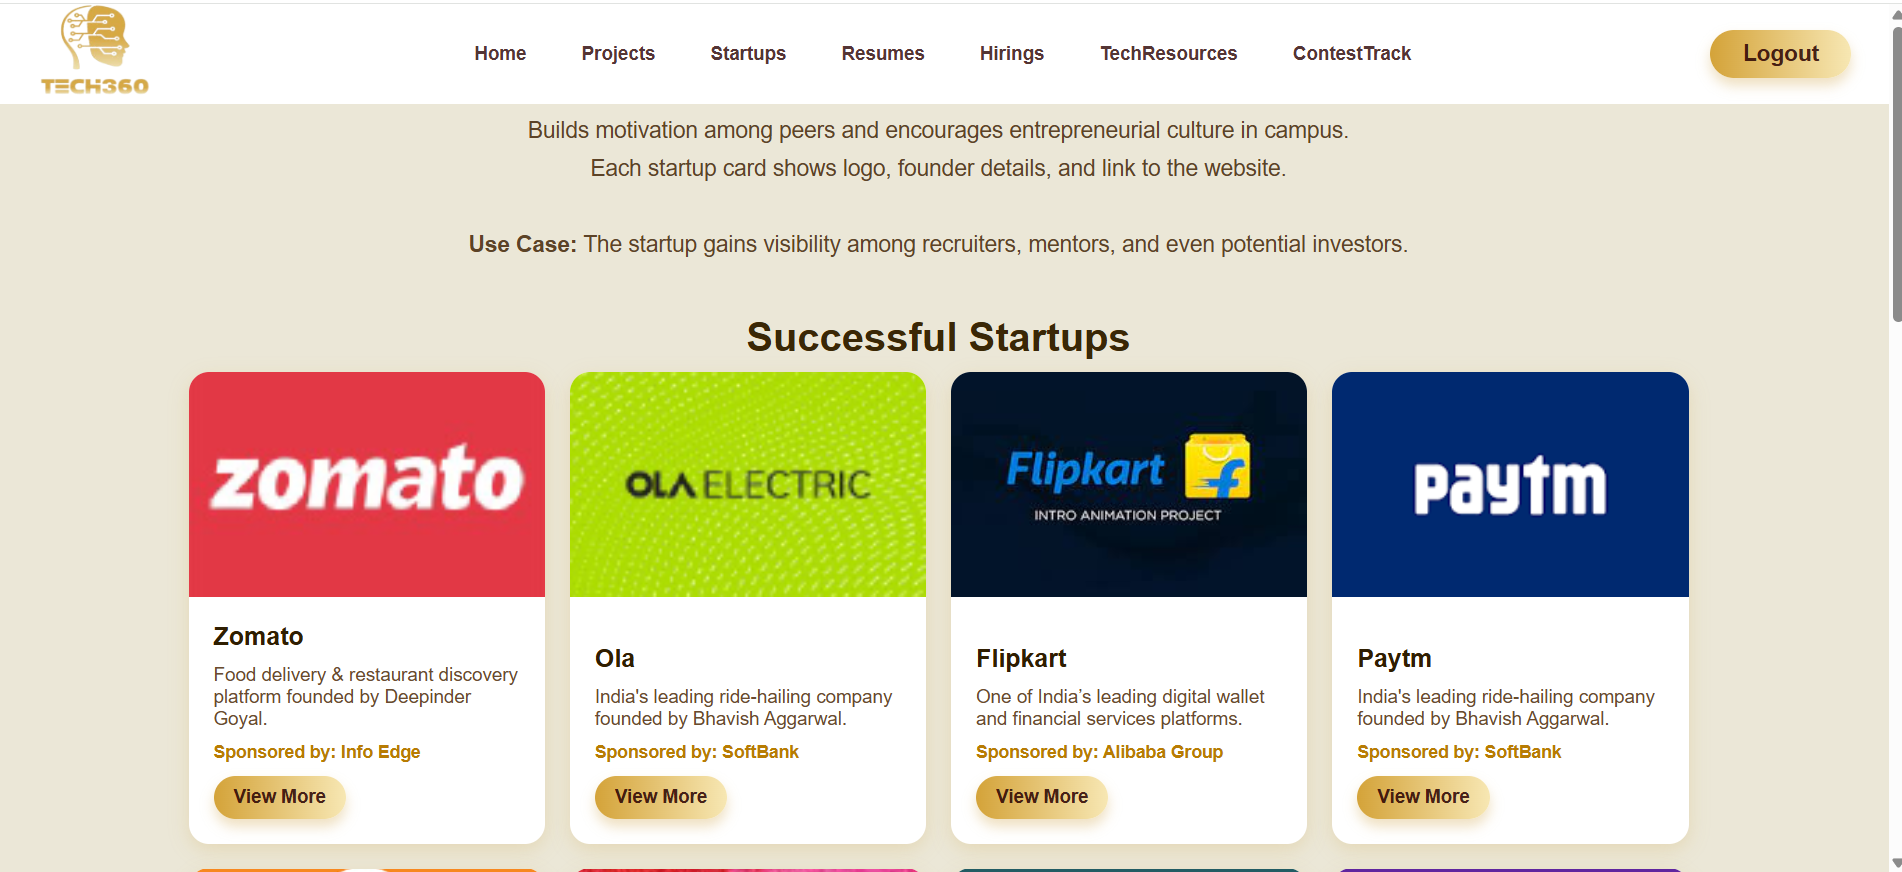 TECH360
Home
Projects
Startups
Resumes
Hirings
TechResources
ContestTrack
Logout
Builds motivation among peers and encourages entrepreneurial culture in campus.
Each startup card shows logo, founder details, and link to the website.
Use Case: The startup gains visibility among recruiters, mentors, and even potential investors.
Successful Startups
zomato
Zomato
Food delivery & restaurant discovery
platform founded by Deepinder
Goyal.
Sponsored by: Info Edge
View More
OLA ELECTRIC
Ola
India's leading ride-hailing company
founded by Bhavish Aggarwal.
Sponsored by: SoftBank
View More
Flipkart
INTRO ANIMATION PROJECT
Flipkart
One of India’s leading digital wallet
and financial services platforms.
Sponsored by: Alibaba Group
View More
paytm
Paytm
India's leading ride-hailing company
founded by Bhavish Aggarwal.
Sponsored by: SoftBank
View More